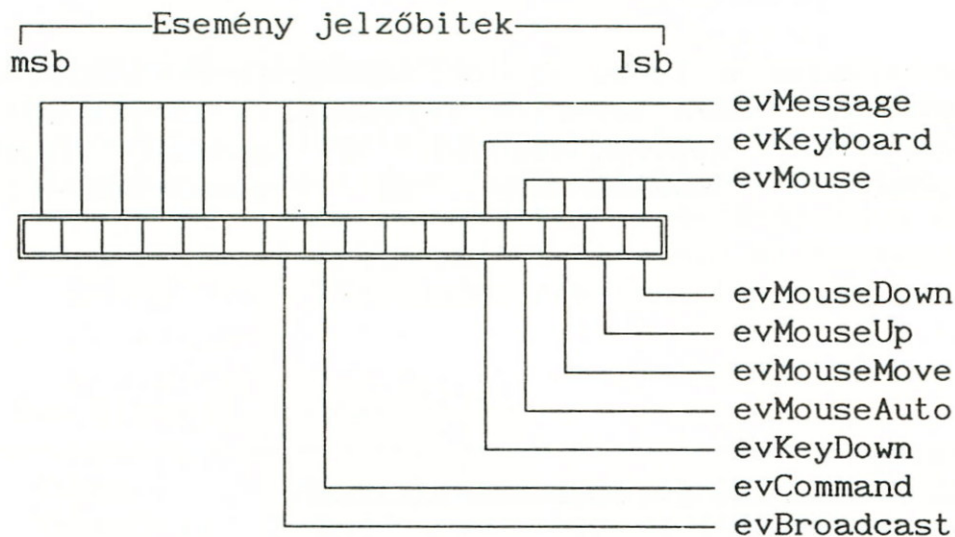 Esemény jelzőbitek
msb lsb
evMessage
evKeyboard
evMouse
evMouseDown
evMouseUp
evMouseMove
evMouseAuto
evKeyDown
evCommand
evBroadcast